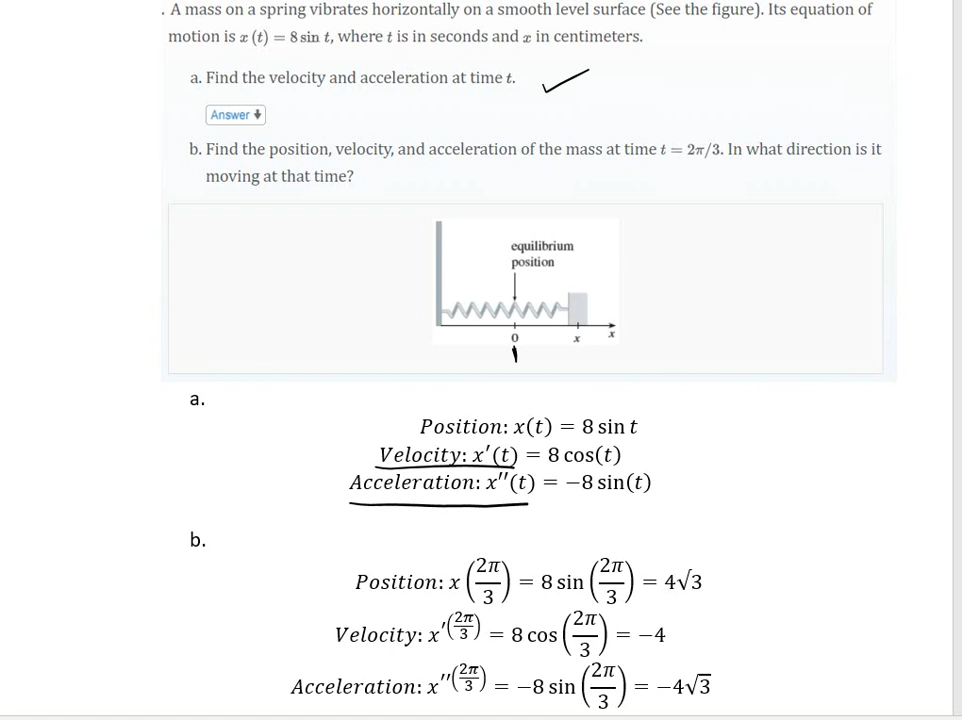 . A mass on a spring vibrates horizontally on a smooth level surface (See the figure). Its equation of
motion is x (t) = 8 sin t, where t is in seconds and x in centimeters.
a. Find the velocity and acceleration at time t.
Answer
b. Find the position, velocity, and acceleration of the mass at time t = 2π/3. In what direction is it
moving at that time?
equilibrium
position
0 x x
a.
Position: x(t) = 8 sin t
Velocity: x′(t) = 8 cos(t)
Acceleration: x′′(t) = −8 sin(t)
b.
Position: x (2π/3) = 8 sin (2π/3) = 4√3
Velocity: x′(2π/3) = 8 cos (2π/3) = −4
Acceleration: x′′(2π/3) = −8 sin (2π/3) = −4√3